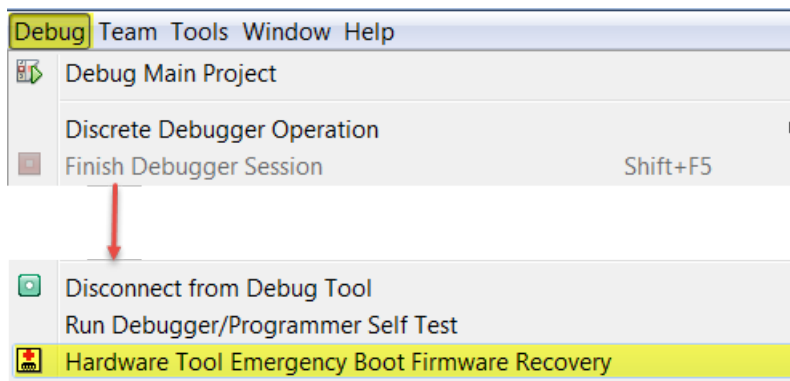 Debug Team Tools Window Help
Debug Main Project
Discrete Debugger Operation
Finish Debugger Session Shift+F5
Disconnect from Debug Tool
Run Debugger/Programmer Self Test
Hardware Tool Emergency Boot Firmware Recovery